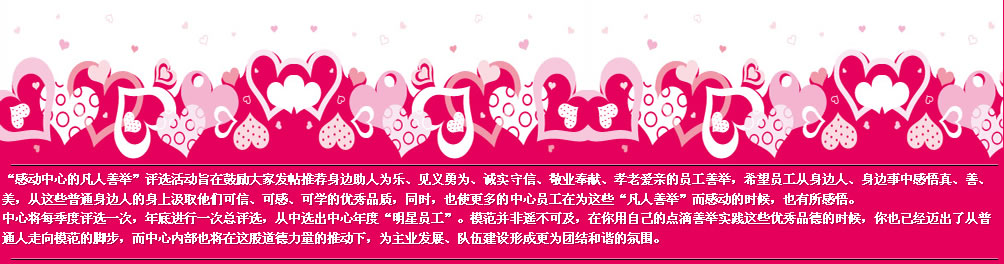 “感动中心的凡人善举”评选活动旨在鼓励大家发帖推荐身边助人为乐、见义勇为、诚实守信、敬业奉献、孝老爱亲的员工善举，希望员工从身边人、身边事中感悟真、善、
美，从这些普通身边人的身上汲取他们可信、可感、可学的优秀品质，同时，也使更多的中心员工在为这些“凡人善举”而感动的时候，也有所感悟。
中心将每季度评选一次，年底进行一次总评选，从中选出中心年度“明星员工”。模范并非遥不可及，在你用自己的点滴善举实践这些优秀品德的时候，你也已经迈出了从普
通人走向模范的脚步，而中心内部也将在这股道德力量的推动下，为主业发展、队伍建设形成更为团结和谐的氛围。